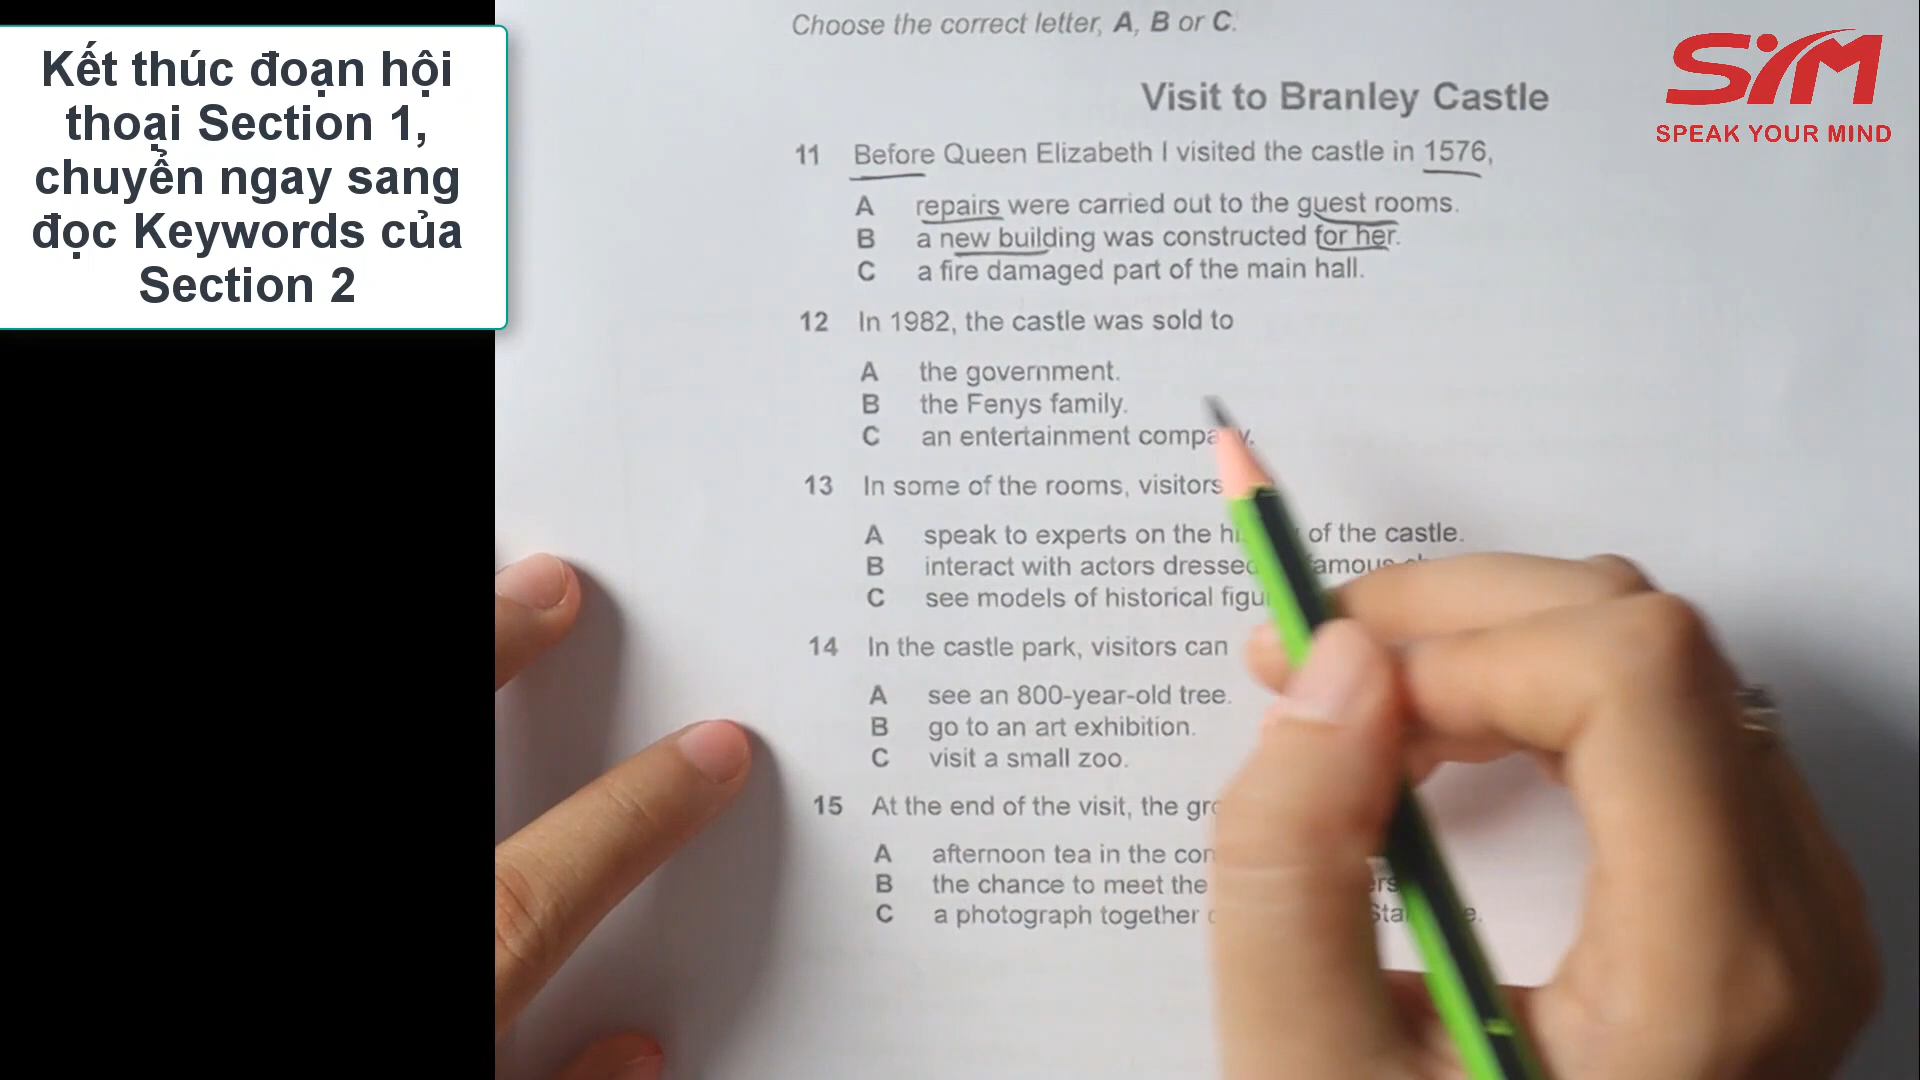 Kết thúc đoạn hội
thoại Section 1,
chuyển ngay sang
đọc Keywords của
Section 2
SIM
SPEAK YOUR MIND
Choose the correct letter, A, B or C.
Visit to Branley Castle
11 Before Queen Elizabeth I visited the castle in 1576,
A repairs were carried out to the guest rooms.
B a new building was constructed for her.
C a fire damaged part of the main hall.
12 In 1982, the castle was sold to
A the government.
B the Fenys family.
C an entertainment company.
13 In some of the rooms, visitors
A speak to experts on the of the castle.
B interact with actors dressed
C see models of historical
14 In the castle park, visitors can
A see an 800-year-old tree.
B go to an art exhibition.
C visit a small zoo.
15 At the end of the visit, the
A afternoon tea in the
B the chance to meet the
C a photograph together